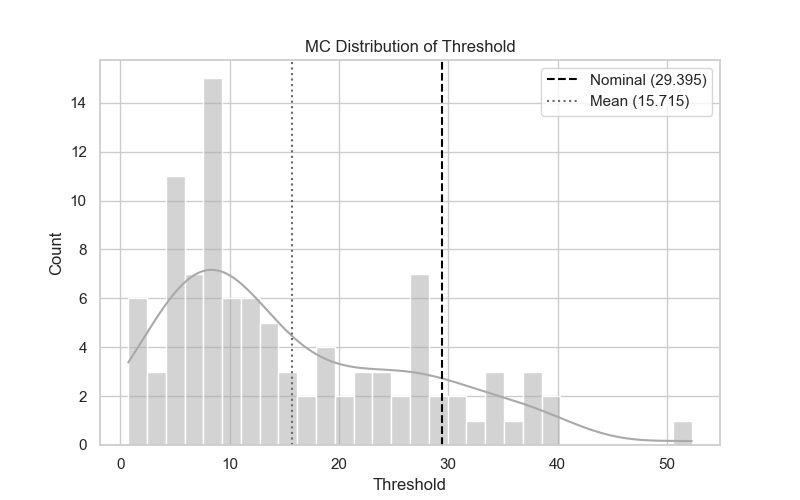 MC Distribution of Threshold
Nominal (29.395)
Mean (15.715)
Count
14
12
10
8
6
4
2
0
0 10 20 30 40 50
Threshold